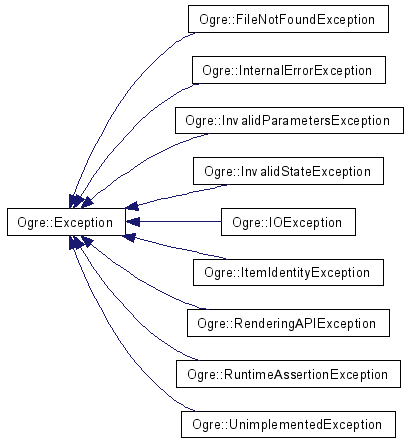 Ogre::FileNotFoundException
Ogre::InternalErrorException
Ogre::InvalidParametersException
Ogre::InvalidStateException
Ogre::Exception
Ogre::IOException
Ogre::ItemIdentityException
Ogre::RenderingAPIException
Ogre::RuntimeAssertionException
Ogre::UnimplementedException